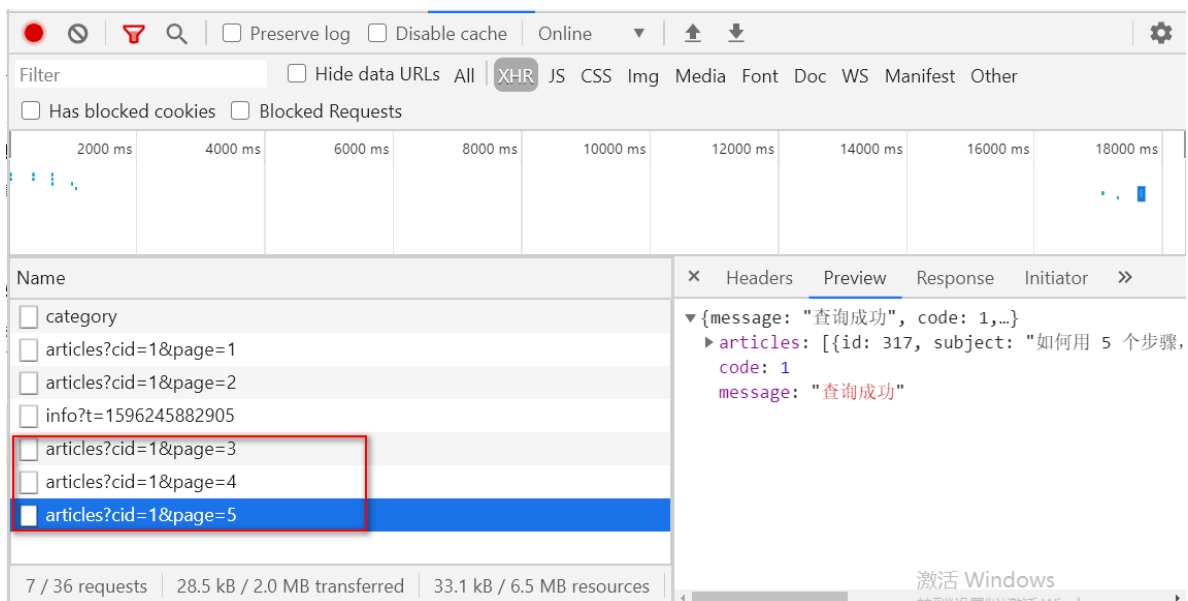 Preserve log Disable cache Online ▼
Filter Hide data URLs All XHR JS CSS Img Media Font Doc WS Manifest Other
Has blocked cookies Blocked Requests
2000 ms 4000 ms 6000 ms 8000 ms 10000 ms 12000 ms 14000 ms 16000 ms 18000 ms
Name
category
articles?cid=1&page=1
articles?cid=1&page=2
info?t=1596245882905
articles?cid=1&page=3
articles?cid=1&page=4
articles?cid=1&page=5
7 / 36 requests 28.5 kB / 2.0 MB transferred 33.1 kB / 6.5 MB resources
× Headers Preview Response Initiator »
▼{message: "查询成功", code: 1,…}
▶articles: [{id: 317, subject: "如何用 5 个步骤,
code: 1
message: "查询成功"
激活 Windows